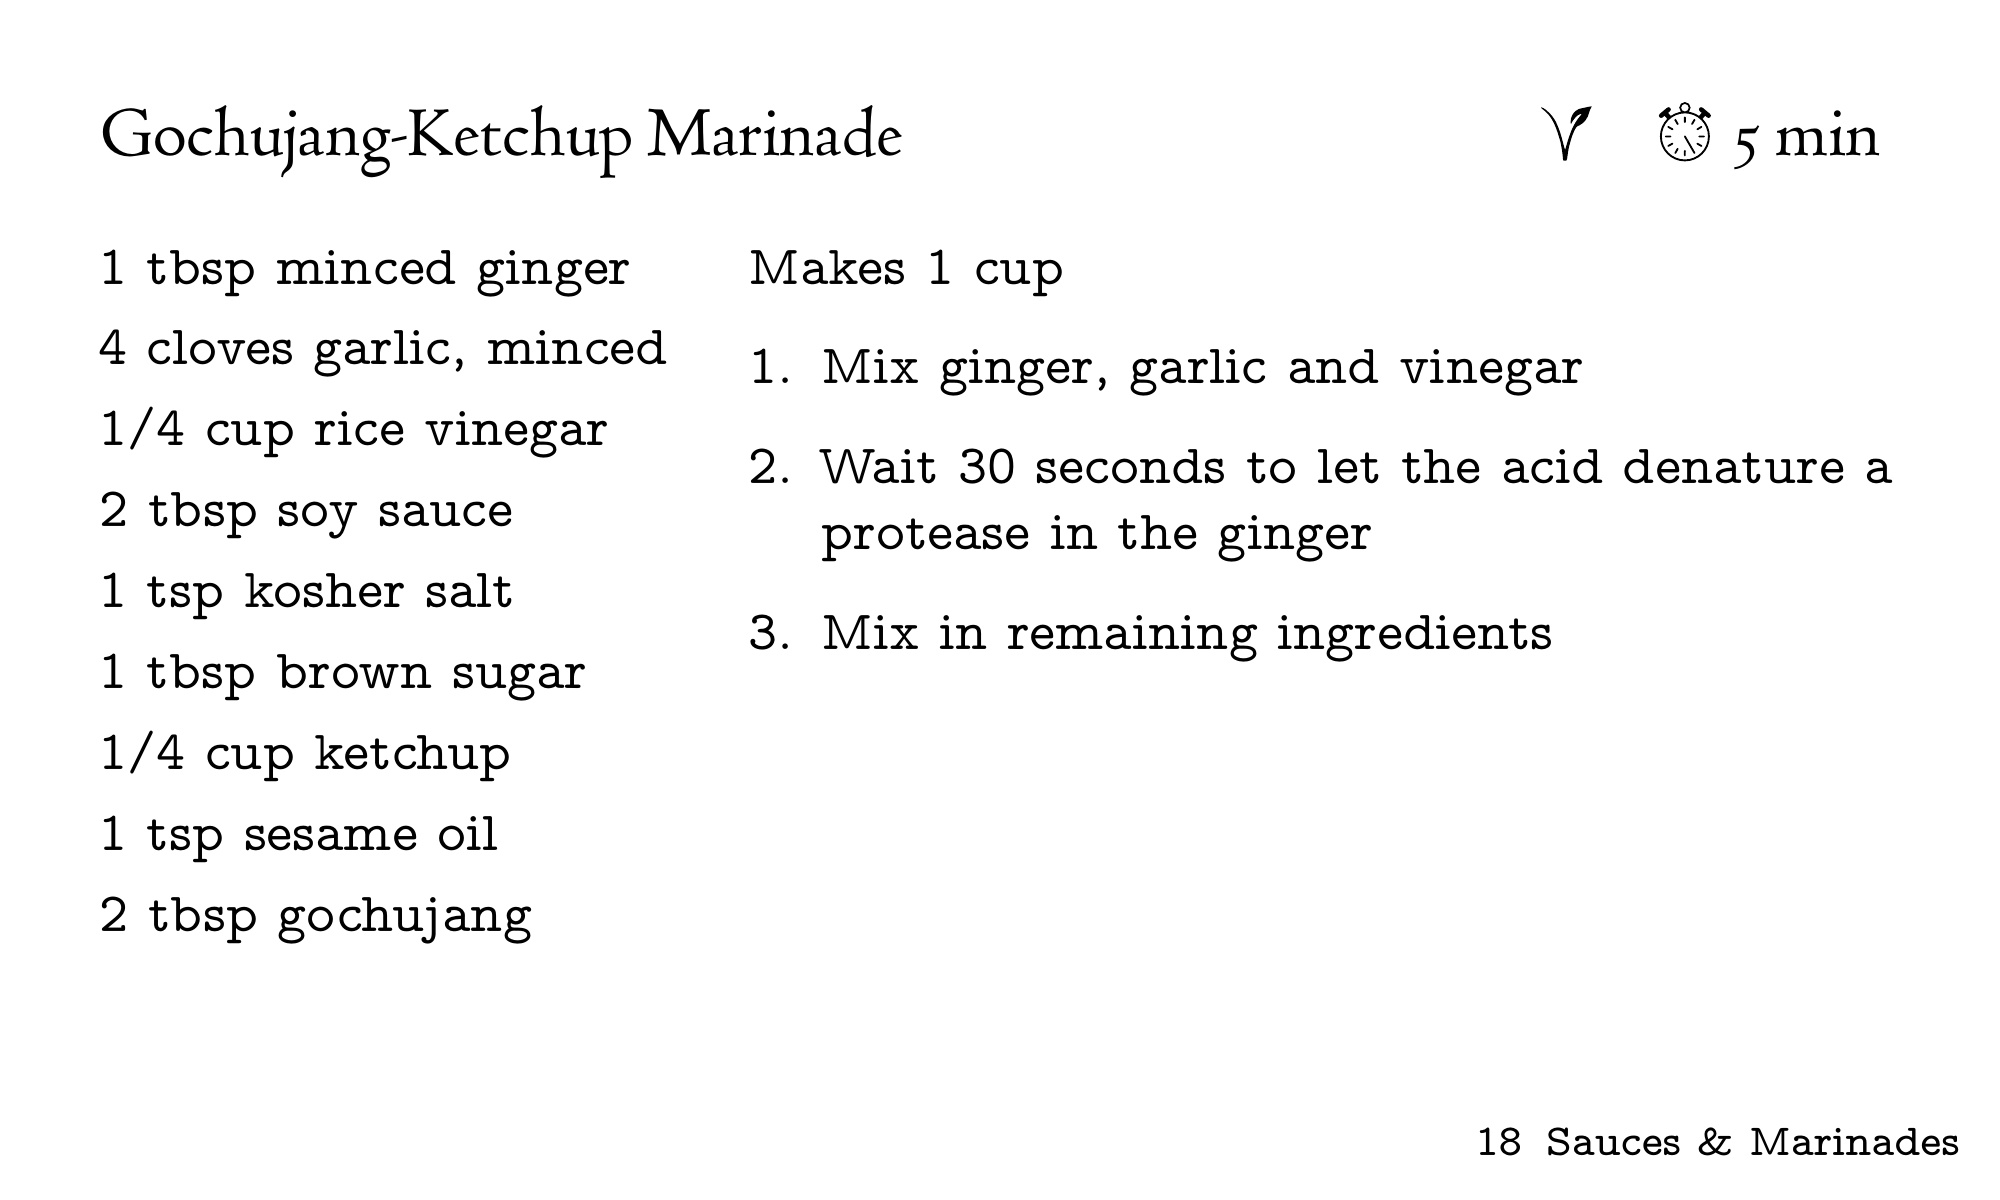 Gochujang-Ketchup Marinade
5 min
1 tbsp minced ginger
4 cloves garlic, minced
1/4 cup rice vinegar
2 tbsp soy sauce
1 tsp kosher salt
1 tbsp brown sugar
1/4 cup ketchup
1 tsp sesame oil
2 tbsp gochujang
Makes 1 cup
1. Mix ginger, garlic and vinegar
2. Wait 30 seconds to let the acid denature a
protease in the ginger
3. Mix in remaining ingredients
18 Sauces & Marinades